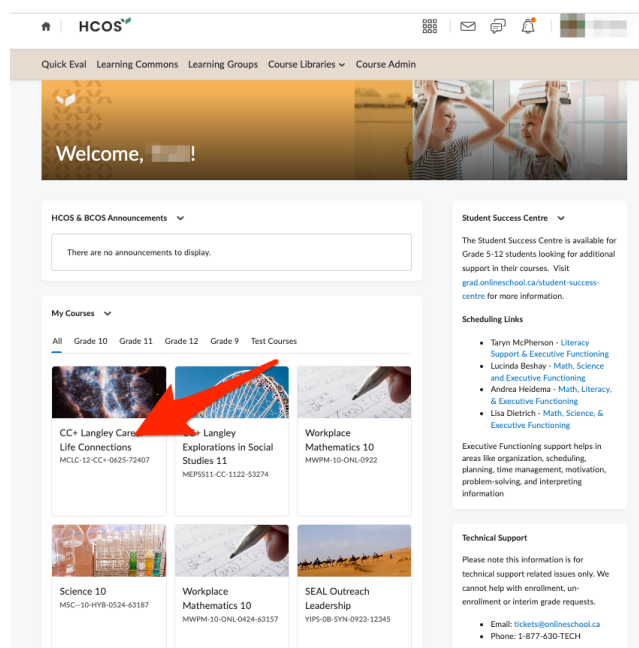 HCOS
Quick Eval Learning Commons Learning Groups Course Libraries Course Admin
Welcome, !
HCOS & BCOS Announcements
There are no announcements to display.
My Courses
All Grade 10 Grade 11 Grade 12 Grade 9 Test Courses
CC+ Langley Care
Life Connections
MCLC-12-CC+-0625-72407
Langley
Explorations in Social
Studies 11
MEPSS11-CC-1122-53274
Workplace
Mathematics 10
MWPM-10-ONL-0922
Science 10
MSC--10-HYB-0524-63187
Workplace
Mathematics 10
MWPM-10-ONL-0424-63157
SEAL Outreach
Leadership
YIPS-0B-SYN-0923-12345
Student Success Centre
The Student Success Centre is available for
Grade 5-12 students looking for additional
support in their courses. Visit
grad.onlineschool.ca/student-success-
centre for more information.
Scheduling Links
Taryn McPherson - Literacy
Support & Executive Functioning
Lucinda Beshay - Math, Science
and Executive Functioning
Andrea Heidema - Math, Literacy,
& Executive Functioning
Lisa Dietrich - Math, Science, &
Executive Functioning
Executive Functioning support helps in
areas like organization, scheduling,
planning, time management, motivation,
problem-solving, and interpreting
information
Technical Support
Please note this information is for
technical support related issues only. We
cannot help with enrollment, un-
enrollment or interim grade requests.
Email: tickets@onlineschool.ca
Phone: 1-877-630-TECH